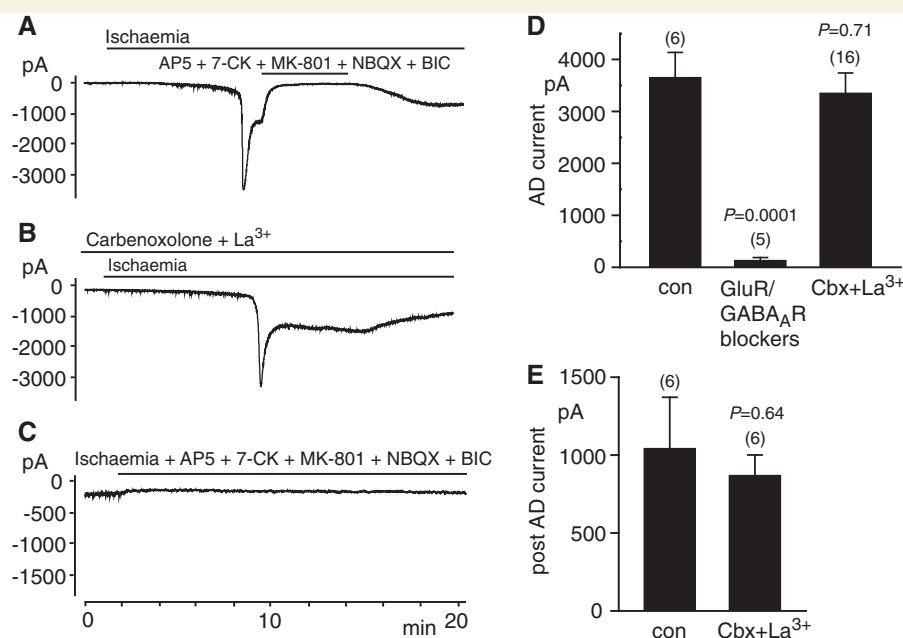 A
Ischaemia
AP5 + 7-CK + MK-801 + NBQX + BIC
pA
0
-1000
-2000
-3000
B
Carbenoxolone + La3+
Ischaemia
pA
0
-1000
-2000
-3000
C
Ischaemia + AP5 + 7-CK + MK-801 + NBQX + BIC
pA
0
-500
-1000
-1500
0 10 20
min
D
P=0.71
(6) (16)
4000
pA
3000
AD current
1000
P=0.0001
(5)
0
con GluR/ Cbx+La3+
GABAAR
blockers
E
1500
(6)
pA
P=0.64
(6)
1000
post AD current
500
0
con Cbx+La3+